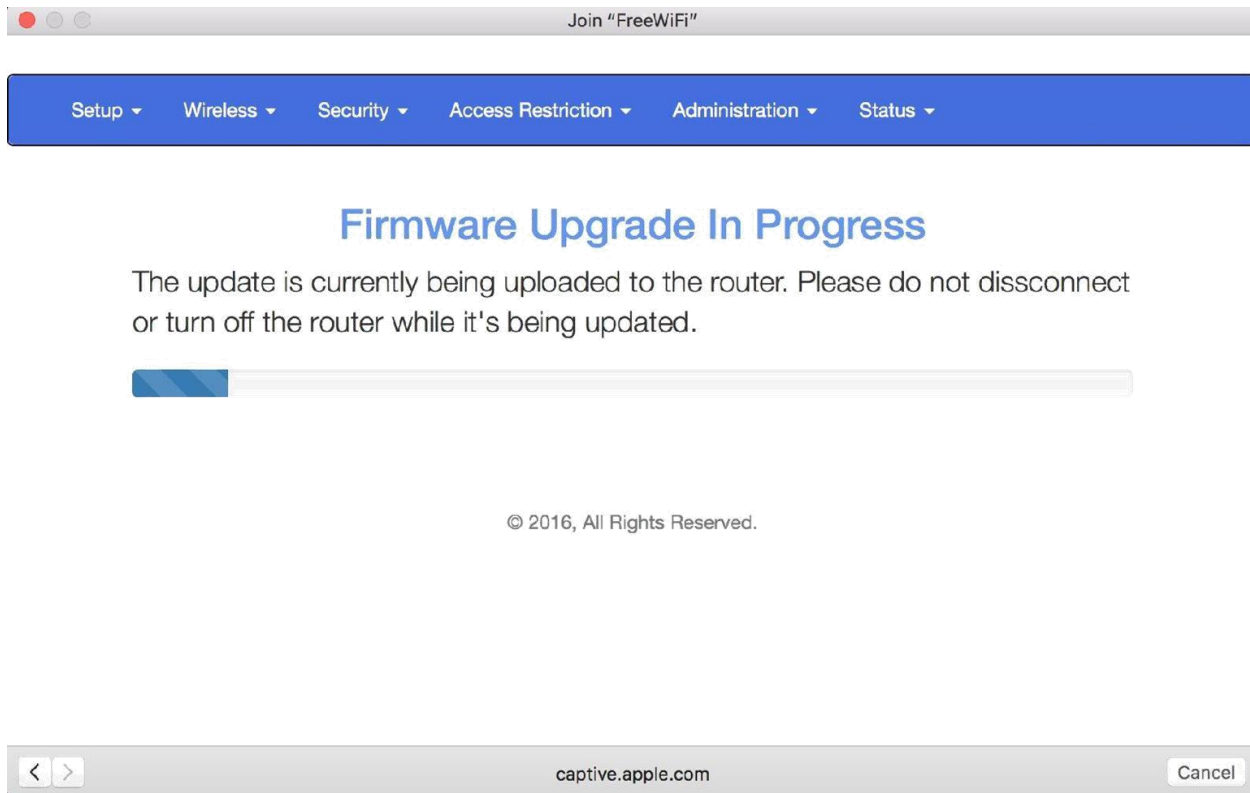 Join “FreeWiFi”
Setup Wireless Security Access Restriction Administration Status
Firmware Upgrade In Progress
The update is currently being uploaded to the router. Please do not dissconnect
or turn off the router while it's being updated.
© 2016, All Rights Reserved.
captive.apple.com Cancel